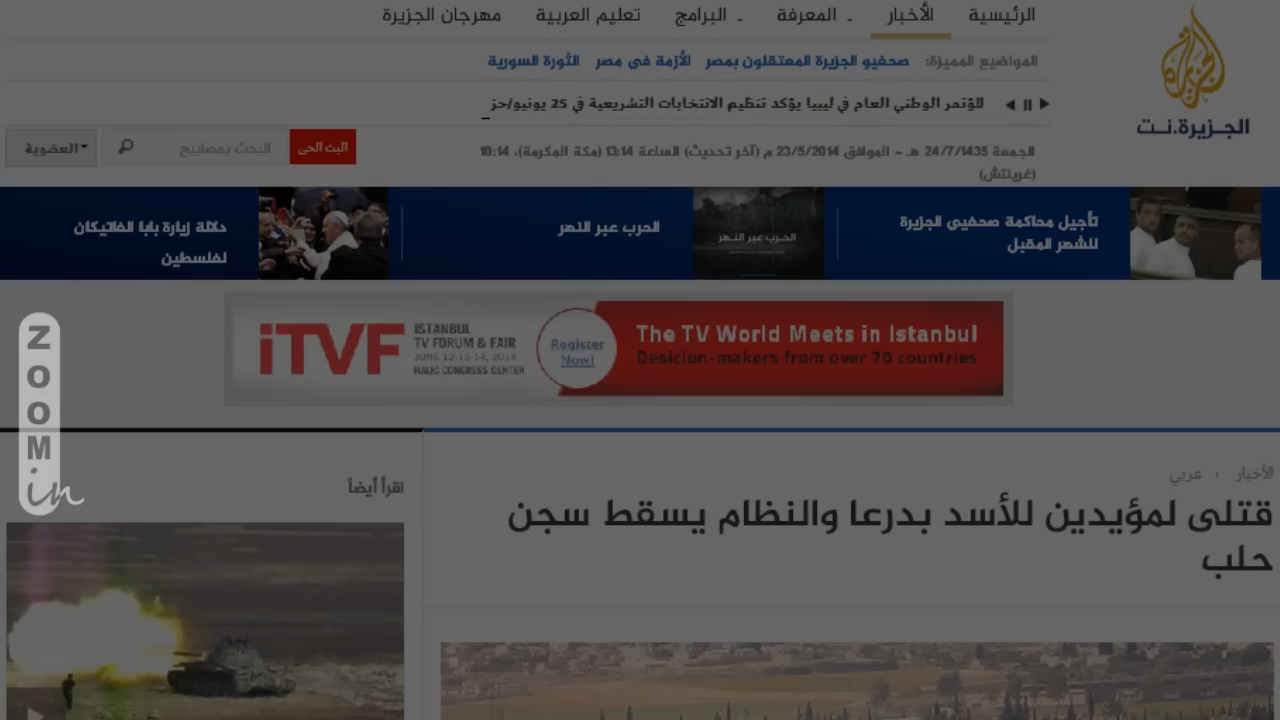 الرئيسية الأخبار المعرفة البرامج تعليم العربية مهرجان الجزيرة
المواضيع المميزة: صحفيو الجزيرة المعتقلون بمصر الأزمة في مصر الثورة السورية
للؤتمر الوطني العام في ليبيا يؤكد تنظيم الانتخابات التشريعية في 25 يونيو/حز_
البث الحي البحث بمصابيح العضوية
الجمعة 24/7/1435 هـ - الموافق 23/5/2014 م (آخر تحديث) الساعة 13:14 (مكة المكرمة)، 10:14
(غرينتش)
الجزيرة
الجـزيرة.نـت
تأجيل محاكمة صحفيي الجزيرة
للشهر المقبل
الحرب عبر النهر
الحرب عبر النهر
دلالة زيارة بابا الفاتيكان
لفلسطين
iTVF
ISTANBUL
TV FORUM & FAIR
JUNE 12-13-14, 2014
HALIC CONGRESS CENTER
Register
Now!
The TV World Meets in Istanbul
Desicion-makers from over 70 countries
ZOOM
in
الأخبار › عربي
قتلى لمؤيدين للأسد بدرعا والنظام يسقط سجن
حلب
اقرأ أيضاً